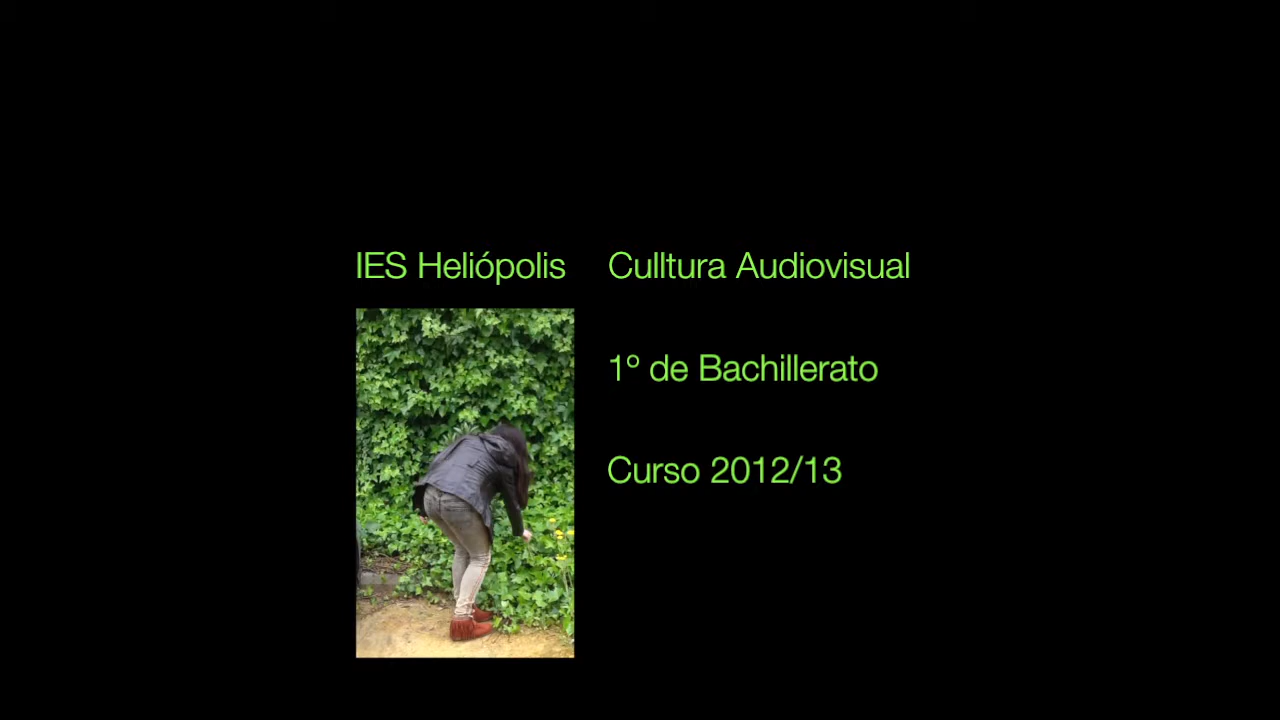 IES Heliópolis
Culltura Audiovisual
1º de Bachillerato
Curso 2012/13